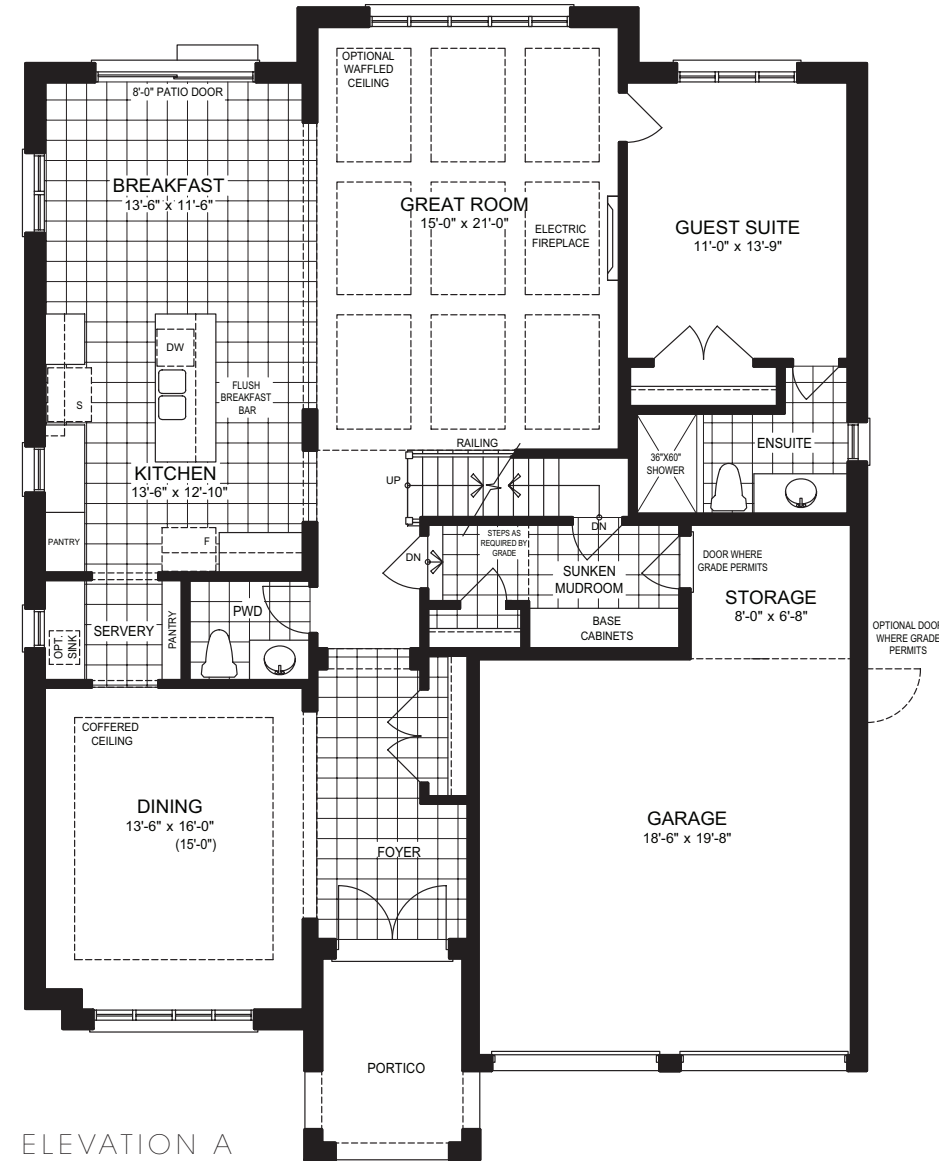 OPTIONAL
WAFFLED
CEILING
8'-0" PATIO DOOR
BREAKFAST
13'-6" x 11'-6"
GREAT ROOM
15'-0" x 21'-0"
ELECTRIC
FIREPLACE
GUEST SUITE
11'-0" x 13'-9"
DW
S
FLUSH
BREAKFAST
BAR
KITCHEN
13'-6" x 12'-10"
RAILING
UP
36"X60"
SHOWER
ENSUITE
PANTRY
F
DN
STEPS AS
REQUIRED BY
GRADE
DN
SUNKEN
MUDROOM
DOOR WHERE
GRADE PERMITS
STORAGE
8'-0" x 6'-8"
BASE
CABINETS
OPTIONAL DOOR
WHERE GRADE
PERMITS
OPT.
SINK
SERVERY
PANTRY
PWD
COFFERED
CEILING
DINING
13'-6" x 16'-0"
(15'-0")
FOYER
GARAGE
18'-6" x 19'-8"
PORTICO
ELEVATION A